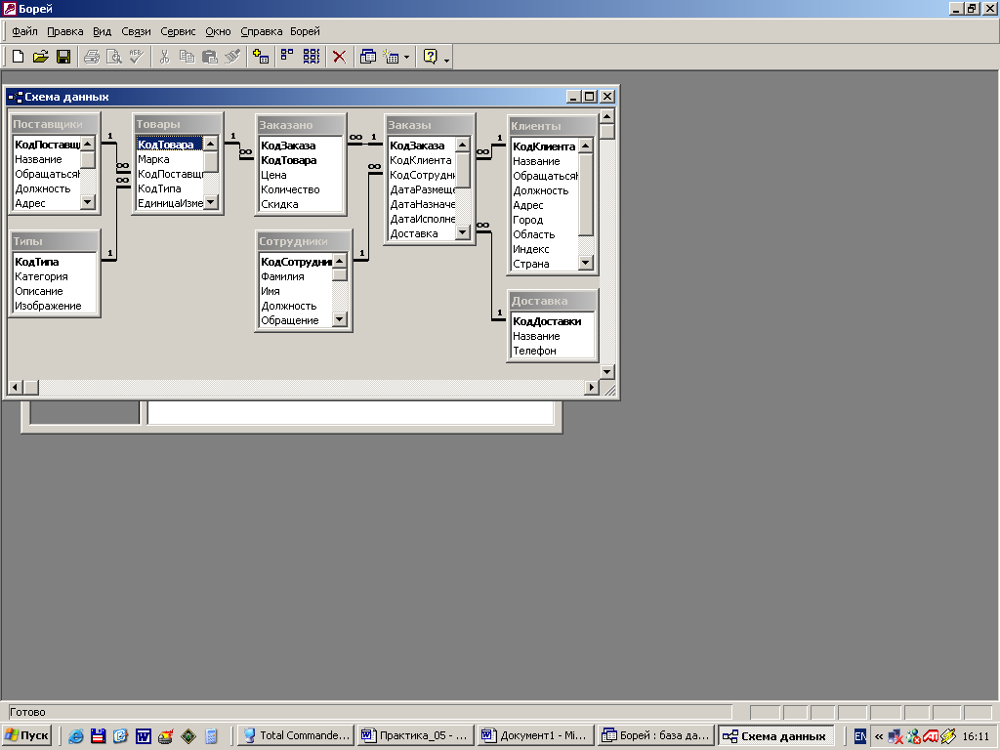 Борей
Файл Правка Вид Связи Сервис Окно Справка Борей
Схема данных
Поставщики
КодПоставщ
Название
Обращаться
Должность
Адрес
1
∞
∞
Товары
КодТовара
Марка
КодПоставщ
КодТипа
ЕдиницаИзме
1
∞
Заказано
КодЗаказа
КодТовара
Цена
Количество
Скидка
∞
1
Заказы
КодЗаказа
КодКлиента
КодСотрудн
ДатаРазмеще
ДатаНазначе
ДатаИсполне
Доставка
∞
1
∞
∞
Клиенты
КодКлиента
Название
Обращаться
Должность
Адрес
Город
Область
Индекс
Страна
Типы
КодТипа
Категория
Описание
Изображение
1
Сотрудники
КодСотрудни
Фамилия
Имя
Должность
Обращение
1
Доставка
КодДоставки
Название
Телефон
1
Готово
Пуск
Total Commande...
Практика_05 - ...
Документ1 - Mi...
Борей : база да...
Схема данных
EN
«
16:11